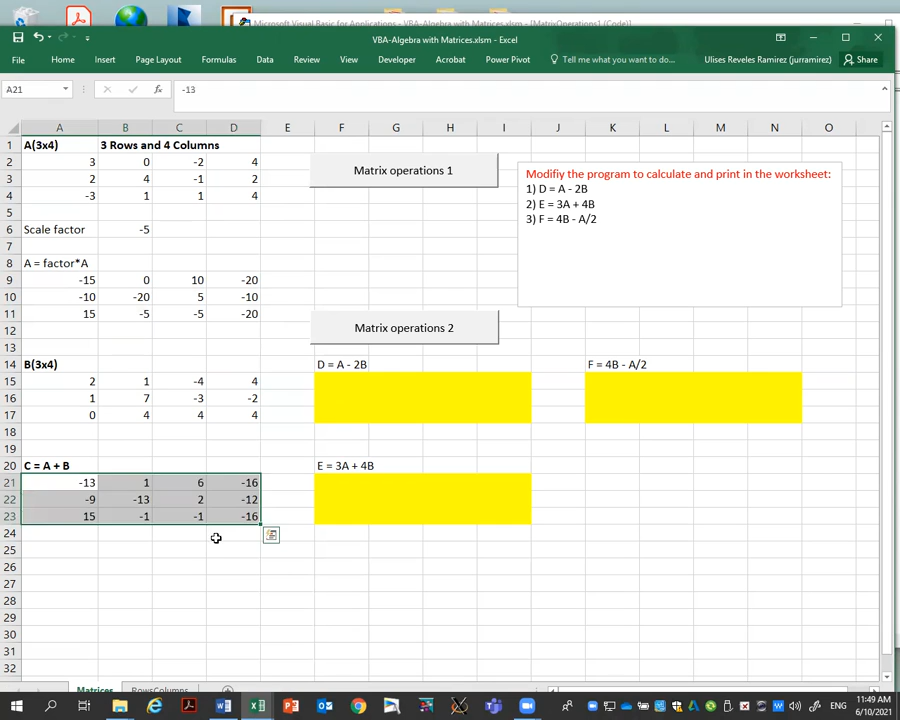 Microsoft Visual Basic for Applications - VBA-Algebra with Matrices.xlsm - [MatrixOperations] (Code)]
VBA-Algebra with Matrices.xlsm - Excel
File Home Insert Page Layout Formulas Data Review View Developer Acrobat Power Pivot Tell me what you want to do... Ulises Reveles Ramirez (jurramirez) Share
A21 fx -13
A B C D E F G H I J K L M N O
1 A(3x4) 3 Rows and 4 Columns
2 3 0 -2 4
3 2 4 -1 2
4 -3 1 1 4
Matrix operations 1
Modifiy the program to calculate and print in the worksheet:
1) D = A - 2B
2) E = 3A + 4B
3) F = 4B - A/2
5
6 Scale factor -5
7
8 A = factor*A
9 -15 0 10 -20
10 -10 -20 5 -10
11 15 -5 -5 -20
Matrix operations 2
12
13
14 B(3x4) D = A - 2B F = 4B - A/2
15 2 1 -4 4
16 1 7 -3 -2
17 0 4 4 4
18
19
20 C = A + B E = 3A + 4B
21 -13 1 6 -16
22 -9 -13 2 -12
23 15 -1 -1 -16
24
25
26
27
28
29
30
31
32
Matrices RowsColumns
ENG 11:49 AM
6/10/2021